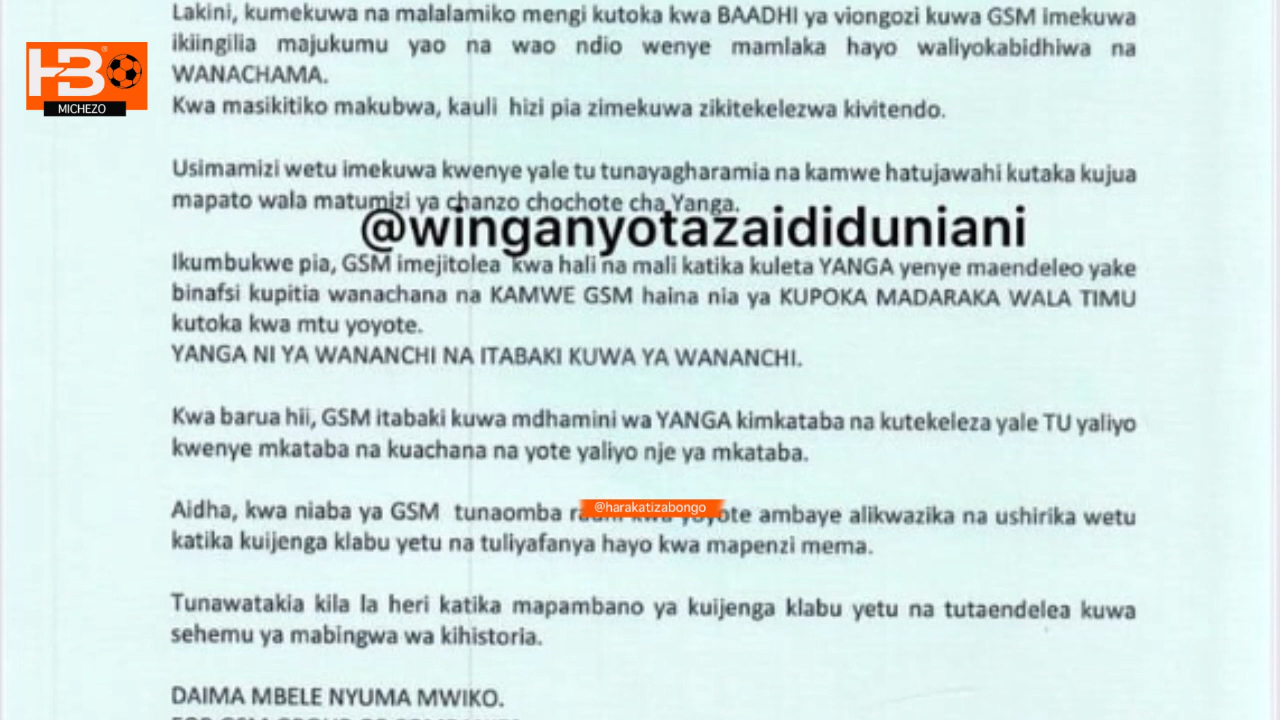 Lakini, kumekuwa na malalamiko mengi kutoka kwa BAADHI ya viongozi kuwa GSM imekuwa
ikiingilia majukumu yao na wao ndio wenye mamlaka hayo waliyokabidhiwa na
WANACHAMA.
HB
MICHEZO
Kwa masikitiko makubwa, kauli hizi pia zimekuwa zikitekelezwa kivitendo.
Usimamizi wetu imekuwa kwenye yale tu tunayagharamia na kamwe hatujawahi kutaka kujua
mapato wala matumizi ya chanzo chochote cha Yanga.
@winganyotazaididuniani
Ikumbukwe pia, GSM imejitolea kwa hali na mali katika kuleta YANGA yenye maendeleo yake
binafsi kupitia wanachana na KAMWE GSM haina nia ya KUPOKA MADARAKA WALA TIMU
kutoka kwa mtu yoyote.
YANGA NI YA WANANCHI NA ITABAKI KUWA YA WANANCHI.
Kwa barua hii, GSM itabaki kuwa mdhamini wa YANGA kimkataba na kutekeleza yale TU yaliyo
kwenye mkataba na kuachana na yote yaliyo nje ya mkataba.
@harakatizabongo
Aidha, kwa niaba ya GSM tunaomba ambaye alikwazika na ushirika wetu
katika kuijenga klabu yetu na tuliyafanya hayo kwa mapenzi mema.
Tunawatakia kila la heri katika mapambano ya kuijenga klabu yetu na tutaendelea kuwa
sehemu ya mabingwa wa kihistoria.
DAIMA MBELE NYUMA MWIKO.